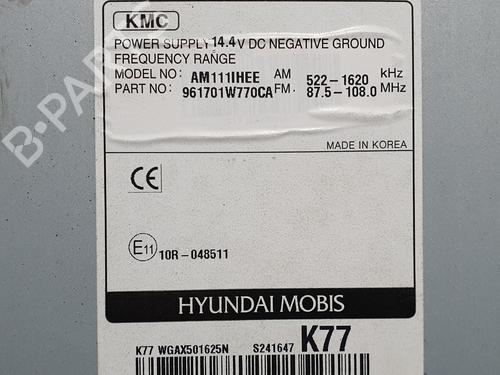 KMC
POWER SUPPLY 14.4V DC NEGATIVE GROUND
FREQUENCY RANGE
MODEL NO: AM111IHEE AM 522-1620 kHz
PART NO: 961701W770CA FM. 87.5-108.0 MHz
MADE IN KOREA
CE
E11 10R-048511
HYUNDAI MOBIS
K77 WGAX501625N S241647 K77
B-PARTS